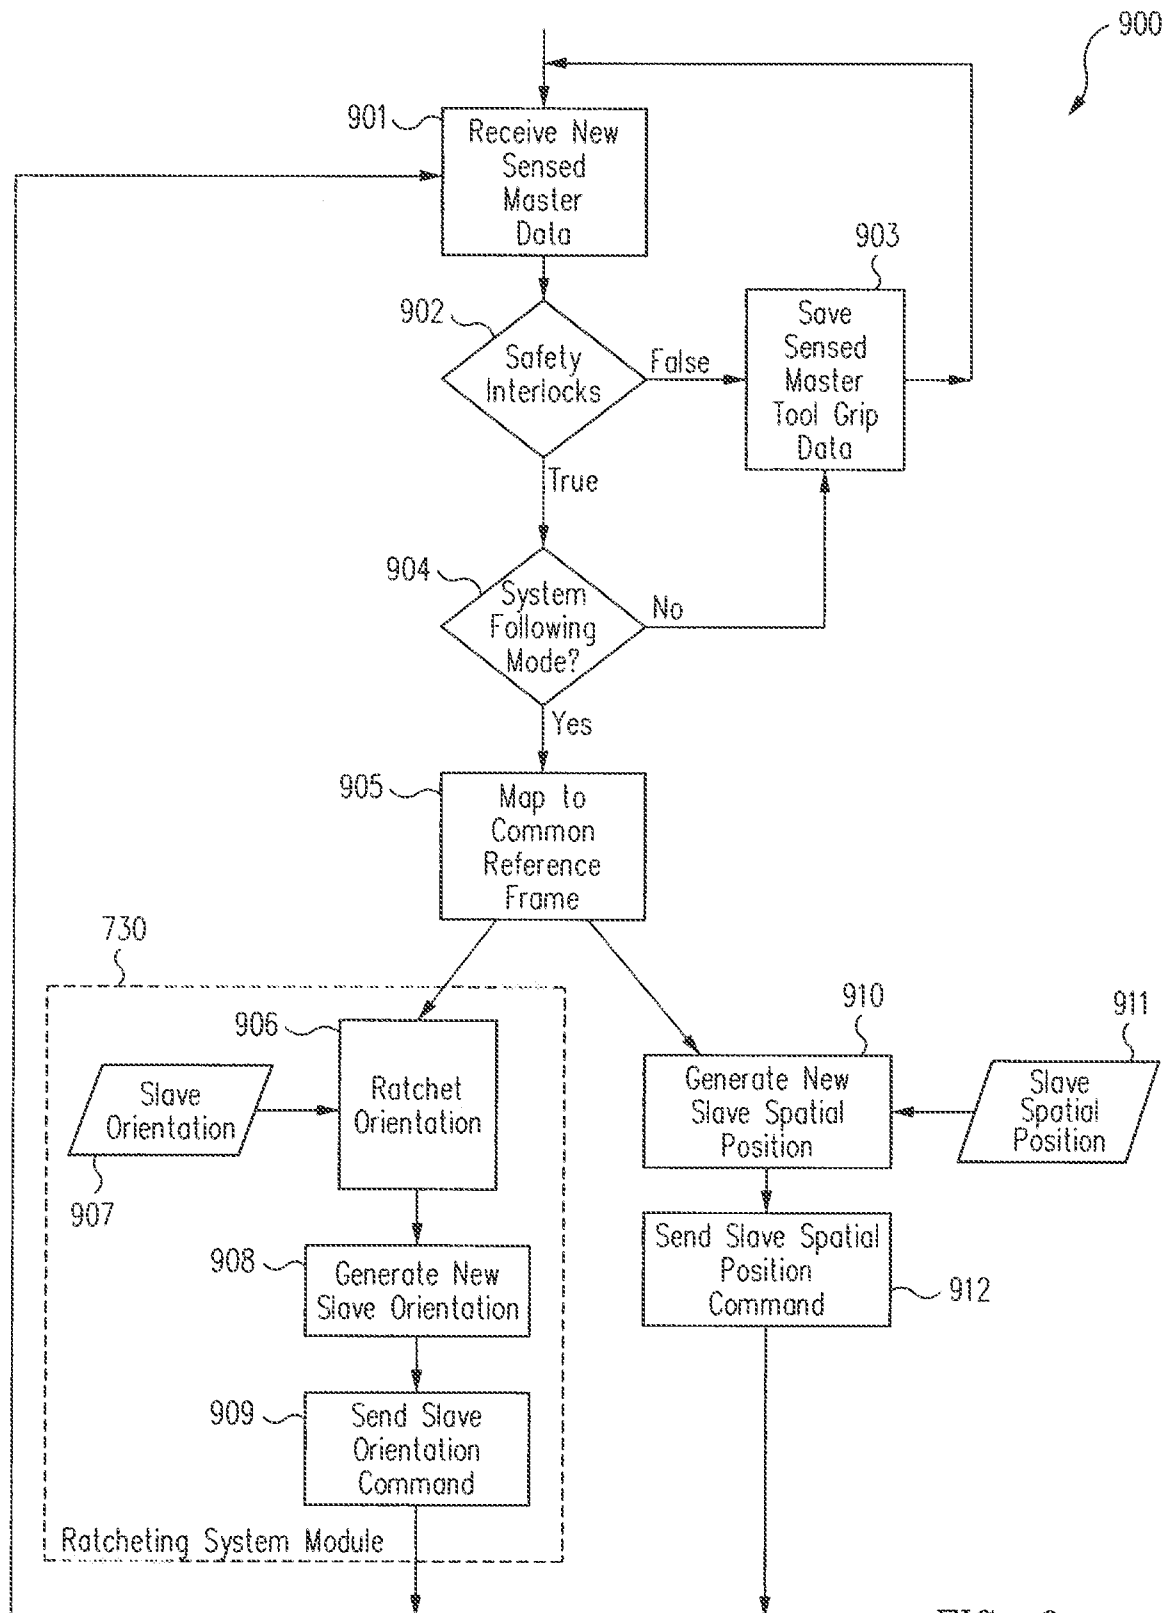 900
901
Receive New
Sensed
Master
Data
903
902
Safety
Interlocks
False
Save
Sensed
Master
Tool Grip
Data
True
904
System
Following
Mode?
No
Yes
905
Map to
Common
Reference
Frame
730
906
Ratchet
Orientation
Slave
Orientation
907
908
Generate New
Slave Orientation
909
Send Slave
Orientation
Command
Ratcheting System Module
910
Generate New
Slave Spatial
Position
911
Slave
Spatial
Position
Send Slave Spatial
Position
Command
912